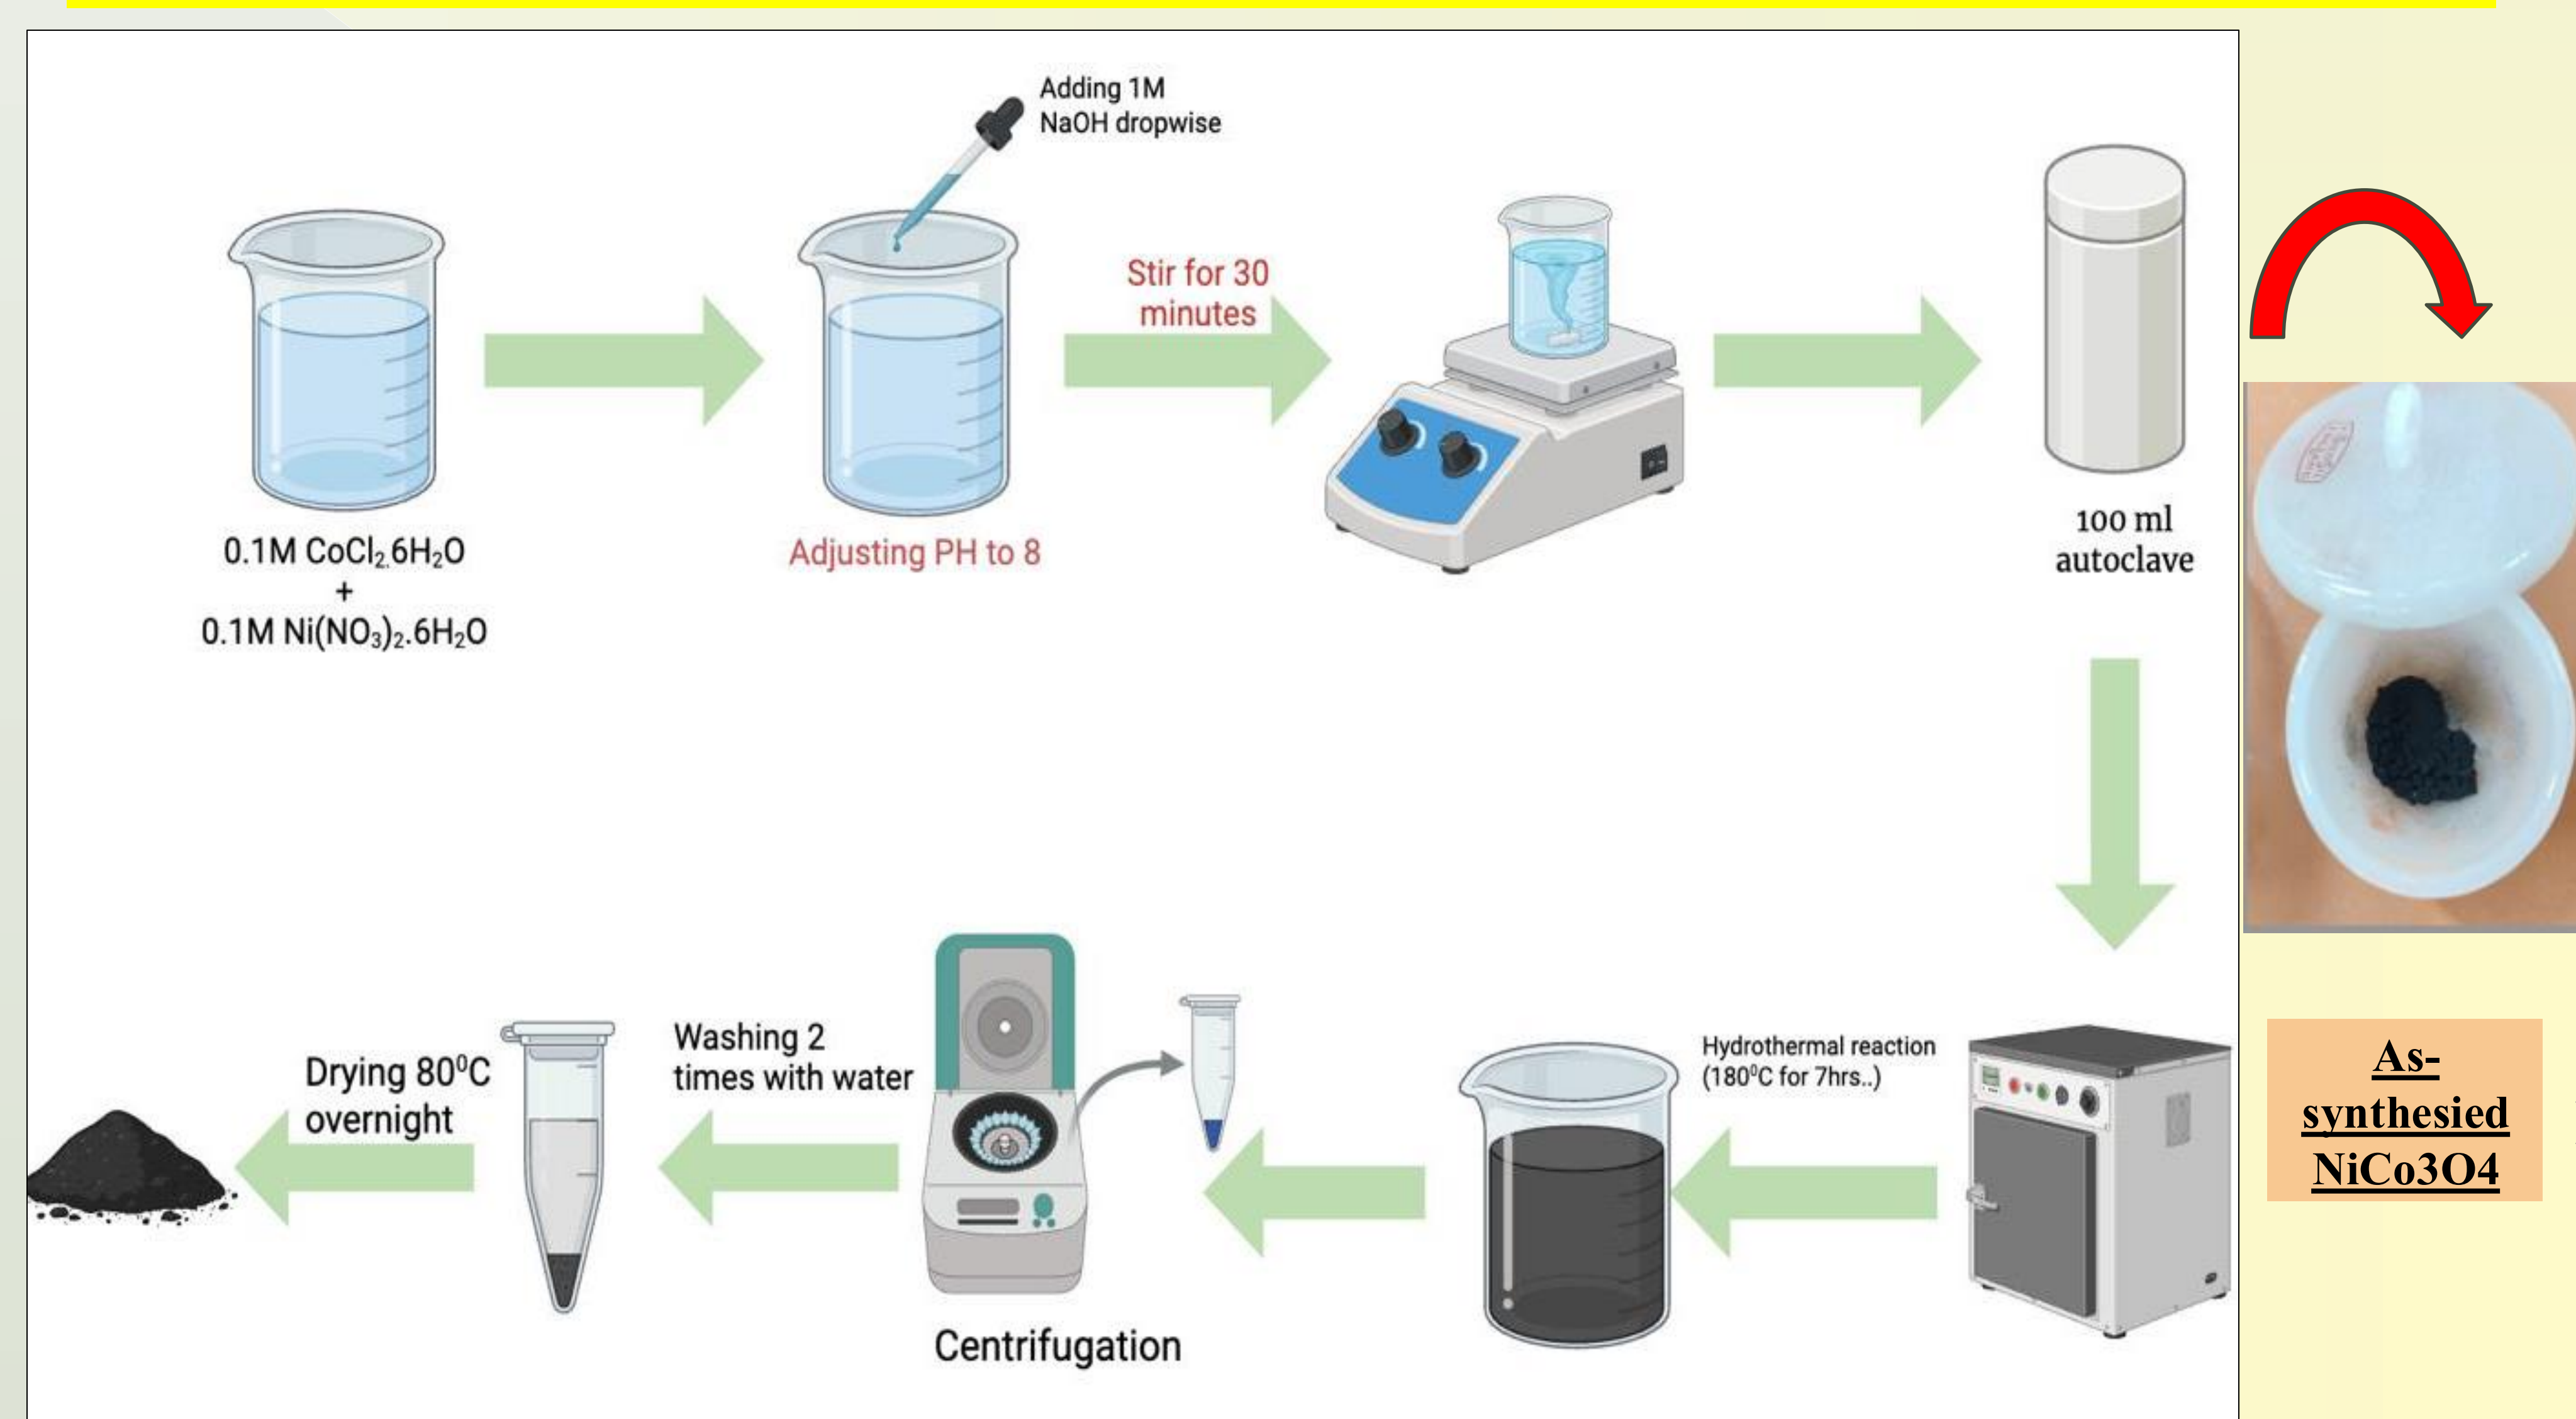 Adding 1M
NaOH dropwise
0.1M CoCl₂.6H₂O
+
0.1M Ni(NO₃)₂.6H₂O
Adjusting PH to 8
Stir for 30
minutes
100 ml
autoclave
Hydrothermal reaction
(180⁰C for 7hrs..)
Centrifugation
Washing 2
times with water
Drying 80⁰C
overnight
As-
synthesied
NiCo3O4